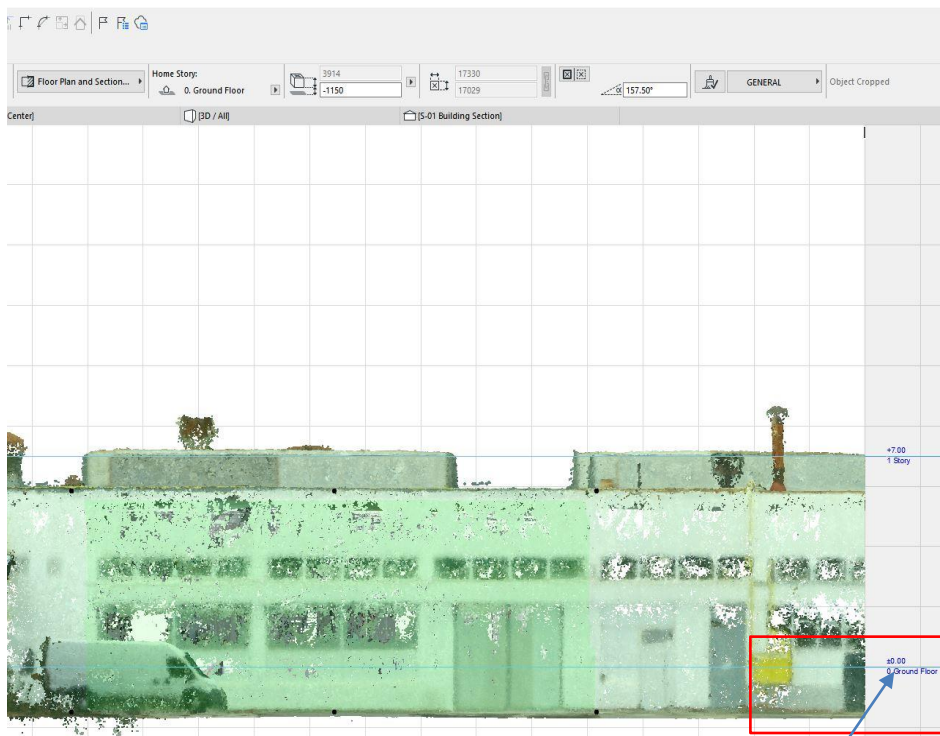 Floor Plan and Section...
Home Story:
0. Ground Floor
3914
-1150
17330
17029
α 157.50°
GENERAL
Object Cropped
Center]
[3D / All]
[S-01 Building Section]
+7.00
1 Story
±0.00
0 Ground Floor